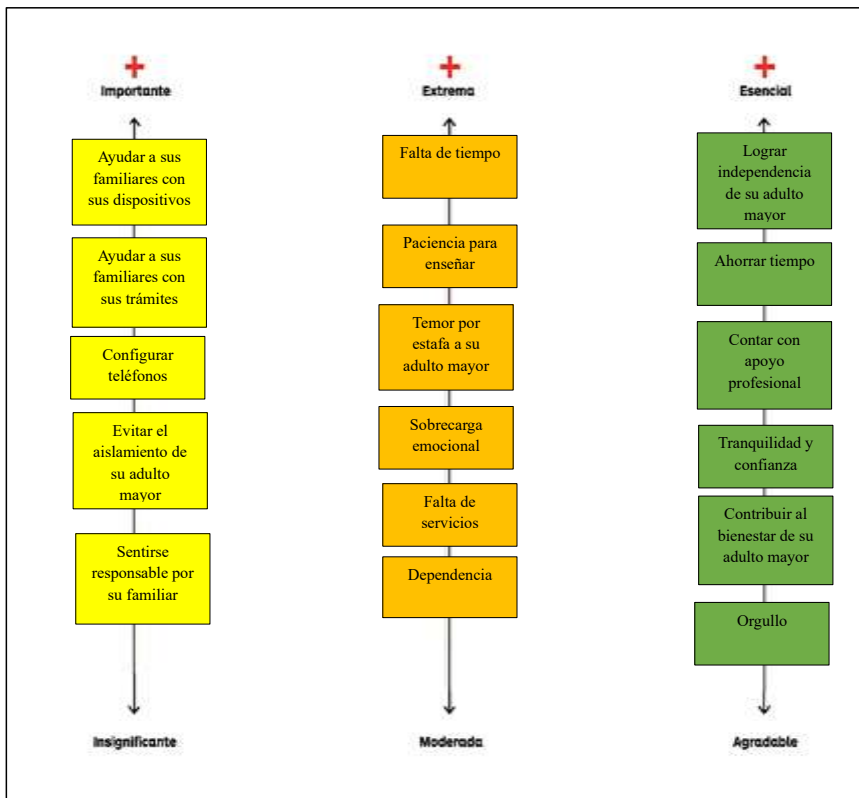 +
Importante
Ayudar a sus
familiares con
sus dispositivos
Ayudar a sus
familiares con
sus trámites
Configurar
teléfonos
Evitar el
aislamiento de
su adulto
mayor
Sentirse
responsable por
su familiar
Insignificante
+
Extrema
Falta de tiempo
Paciencia para
enseñar
Temor por
estafa a su
adulto mayor
Sobrecarga
emocional
Falta de
servicios
Dependencia
Moderada
+
Esencial
Lograr
independencia
de su adulto
mayor
Ahorrar tiempo
Contar con
apoyo
profesional
Tranquilidad y
confianza
Contribuir al
bienestar de su
adulto mayor
Orgullo
Agradable